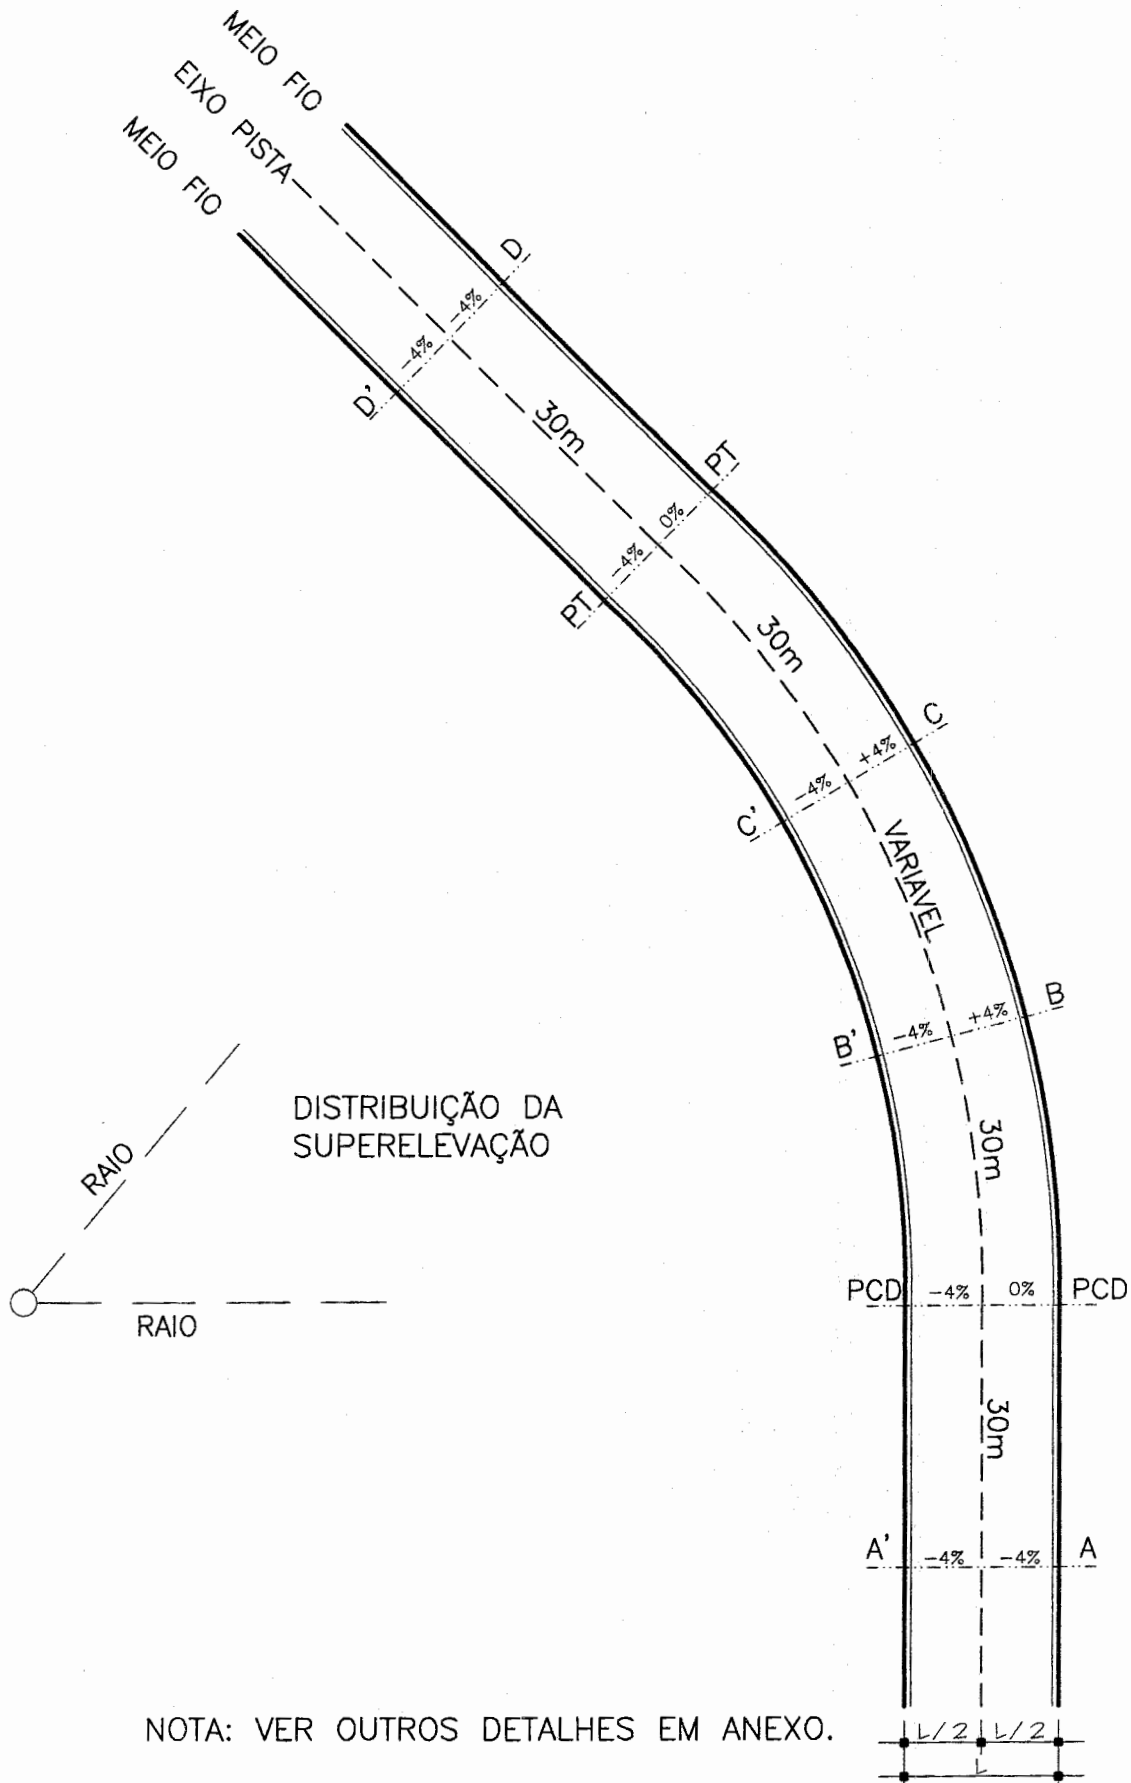 MEIO FIO
EIXO PISTA
MEIO FIO
D
-4%
-4%
D'
30m
PT
0%
-4%
PT
30m
C
+4%
-4%
C'
VARIAVEL
B
+4%
-4%
B'
DISTRIBUIÇÃO DA
SUPERELEVAÇÃO
30m
RAIO
PCD -4% 0% PCD
RAIO
30m
A' -4% -4% A
NOTA: VER OUTROS DETALHES EM ANEXO.
L/2 L/2
L